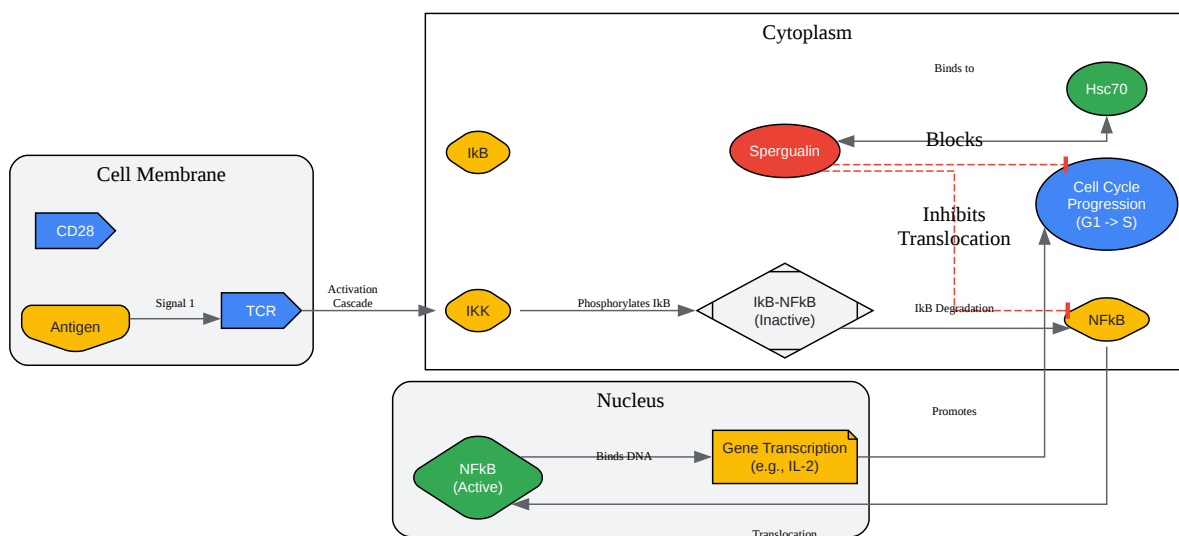 Cytoplasm
Binds to
Hsc70
Blocks
IkB
Spergualin
Cell Membrane
Cell Cycle
Progression
(G1 -> S)
CD28
Inhibits
Translocation
Signal 1
Activation
Cascade
Antigen
TCR
IKK
Phosphorylates IkB
IkB-NFkB
(Inactive)
IkB Degradation
NFkB
Nucleus
Promotes
NFkB
(Active)
Binds DNA
Gene Transcription
(e.g., IL-2)
Translocation